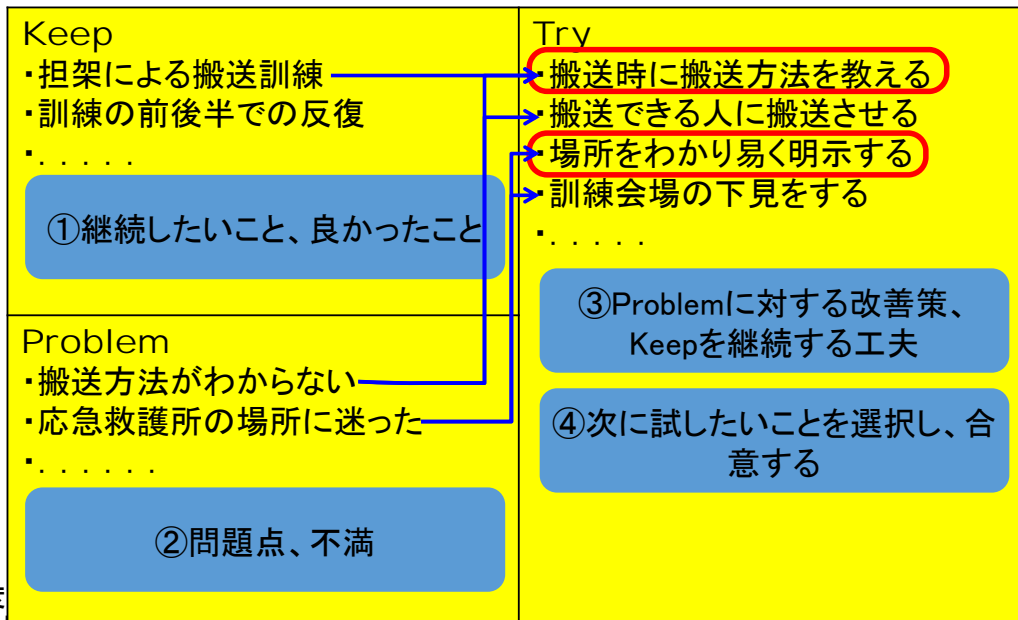 Keep
・担架による搬送訓練
・訓練の前後半での反復
・．．．．．
①継続したいこと、良かったこと
Problem
・搬送方法がわからない
・応急救護所の場所に迷った
・．．．．．．
②問題点、不満
Try
・搬送時に搬送方法を教える
・搬送できる人に搬送させる
・場所をわかり易く明示する
・訓練会場の下見をする
・．．．．．
③Problemに対する改善策、
Keepを継続する工夫
④次に試したいことを選択し、合
意する